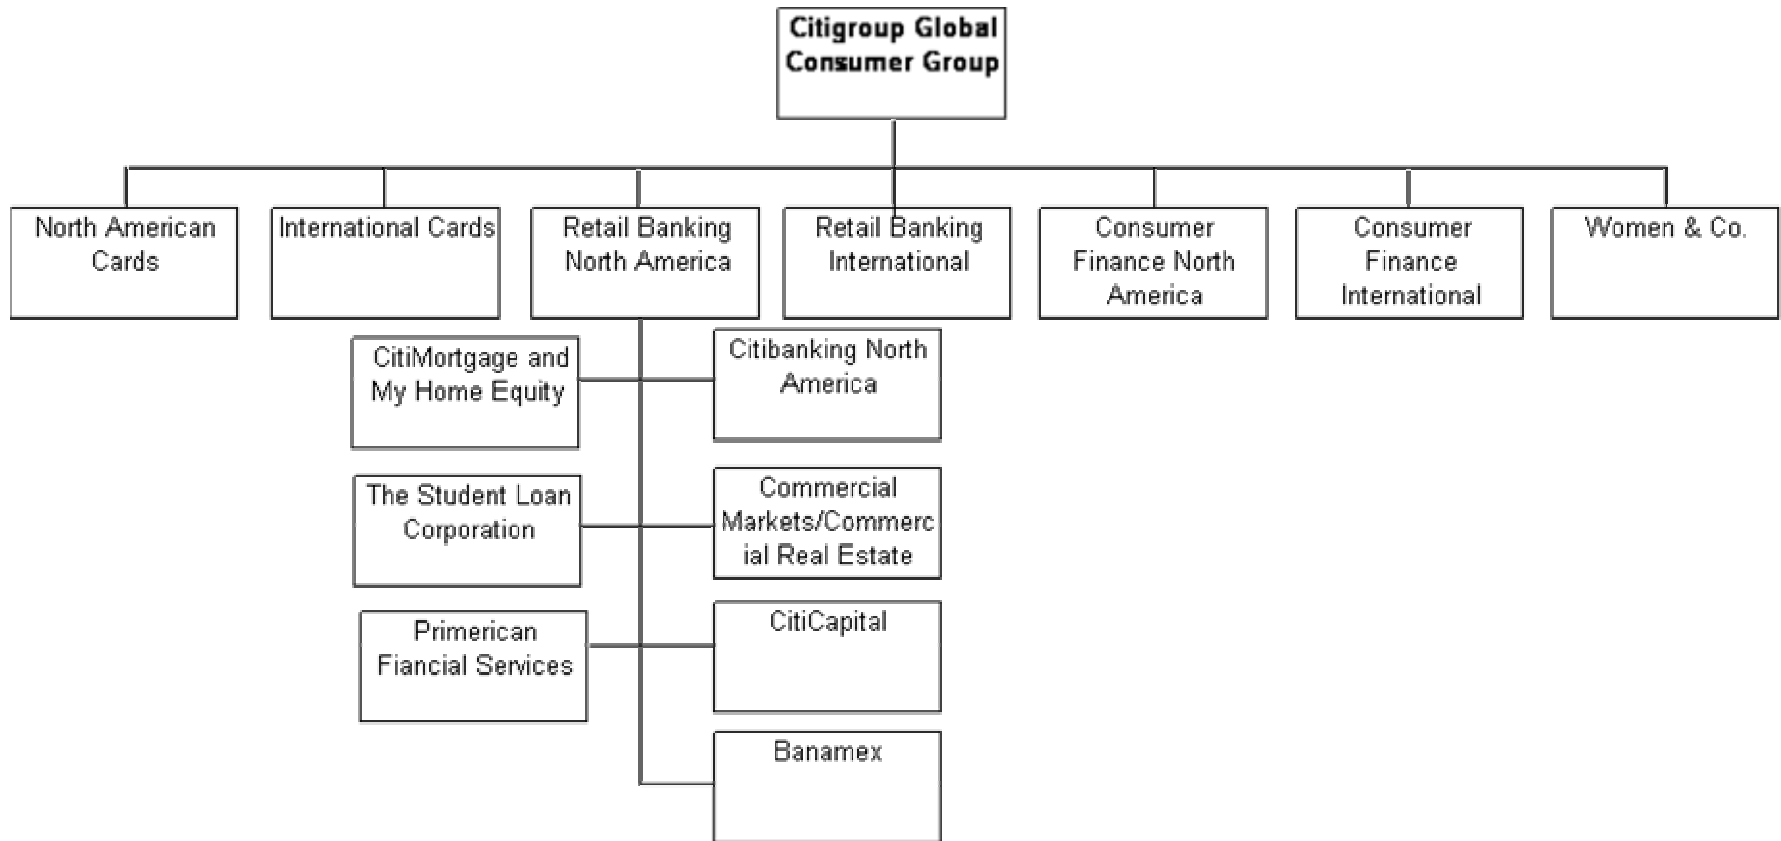 Citigroup Global
Consumer Group
North American
Cards
International Cards
Retail Banking
North America
Retail Banking
International
Consumer
Finance North
America
Consumer
Finance
International
Women & Co.
CitiMortgage and
My Home Equity
Citibanking North
America
The Student Loan
Corporation
Commercial
Markets/Commerc
ial Real Estate
Primerican
Fiancial Services
CitiCapital
Banamex